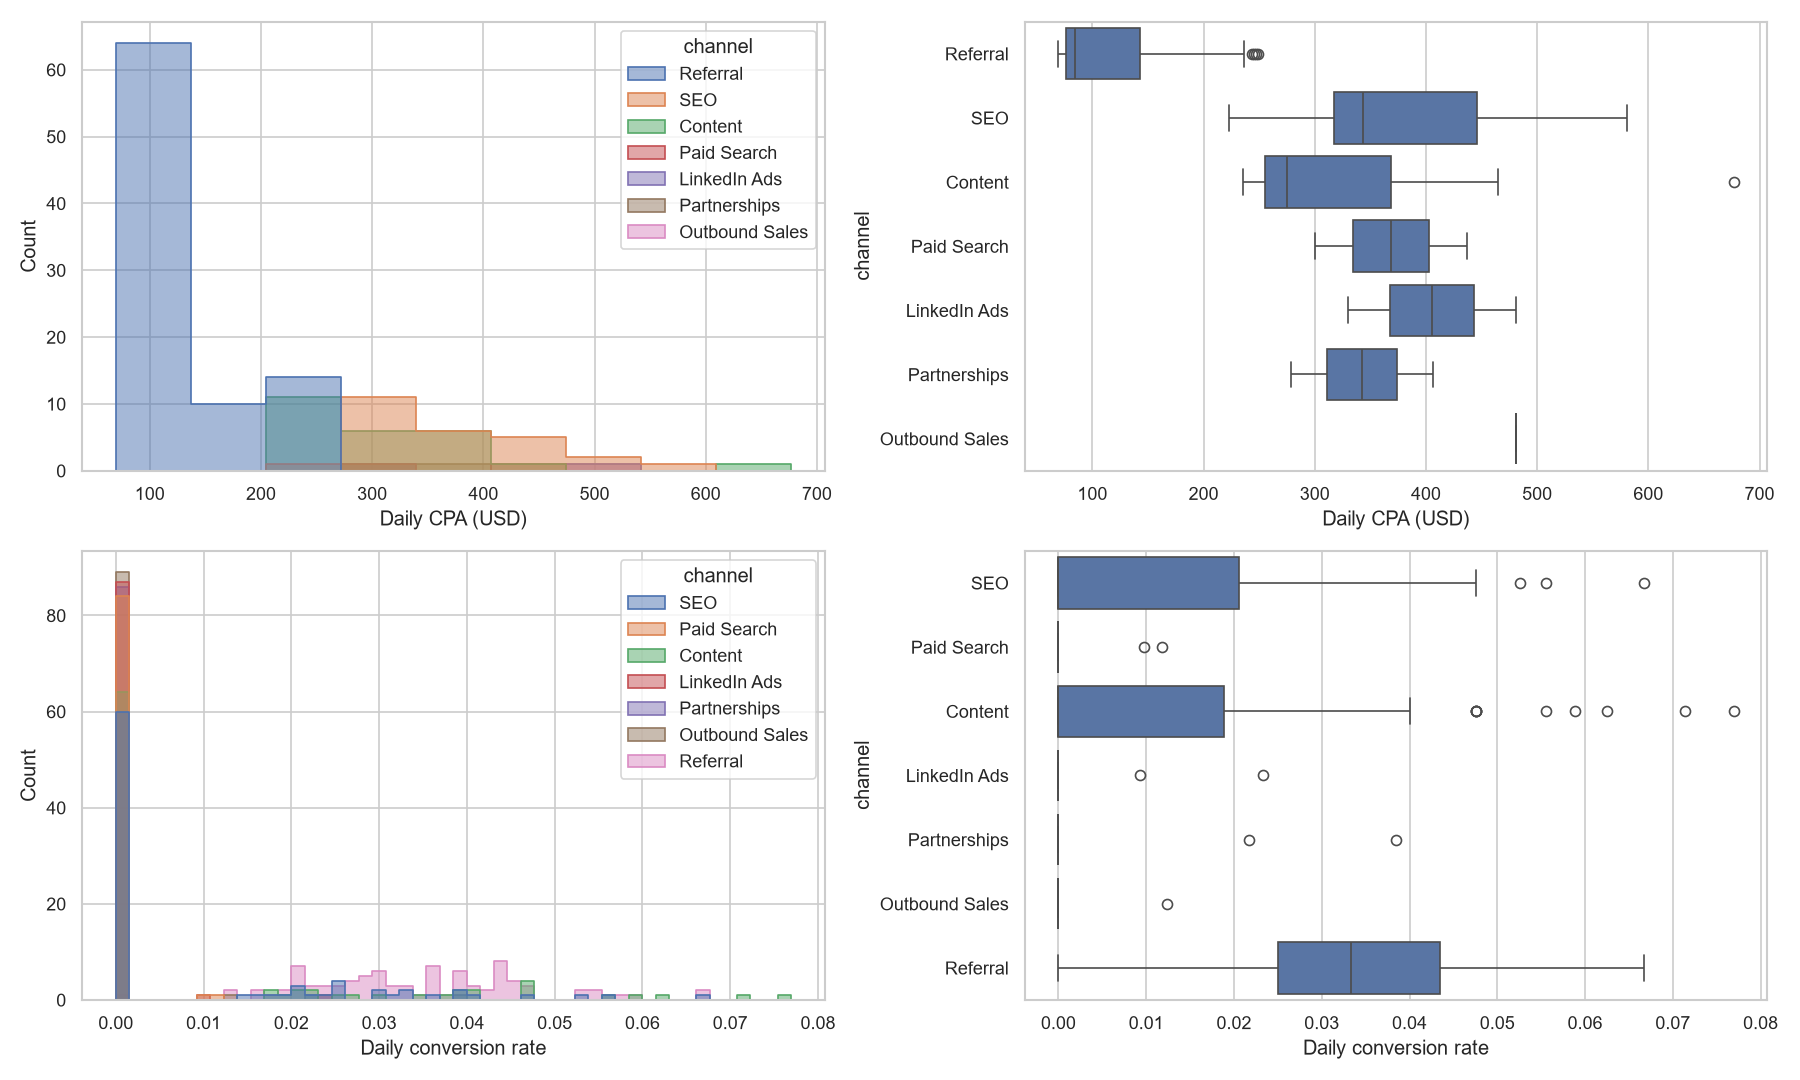 channel
Referral
SEO
Content
Paid Search
LinkedIn Ads
Partnerships
Outbound Sales
Count
60
50
40
30
20
10
0
100 200 300 400 500 600 700
Daily CPA (USD)
channel
Referral
SEO
Content
Paid Search
LinkedIn Ads
Partnerships
Outbound Sales
100 200 300 400 500 600 700
Daily CPA (USD)
channel
SEO
Paid Search
Content
LinkedIn Ads
Partnerships
Outbound Sales
Referral
Count
80
60
40
20
0
0.00 0.01 0.02 0.03 0.04 0.05 0.06 0.07 0.08
Daily conversion rate
channel
SEO
Paid Search
Content
LinkedIn Ads
Partnerships
Outbound Sales
Referral
0.00 0.01 0.02 0.03 0.04 0.05 0.06 0.07 0.08
Daily conversion rate